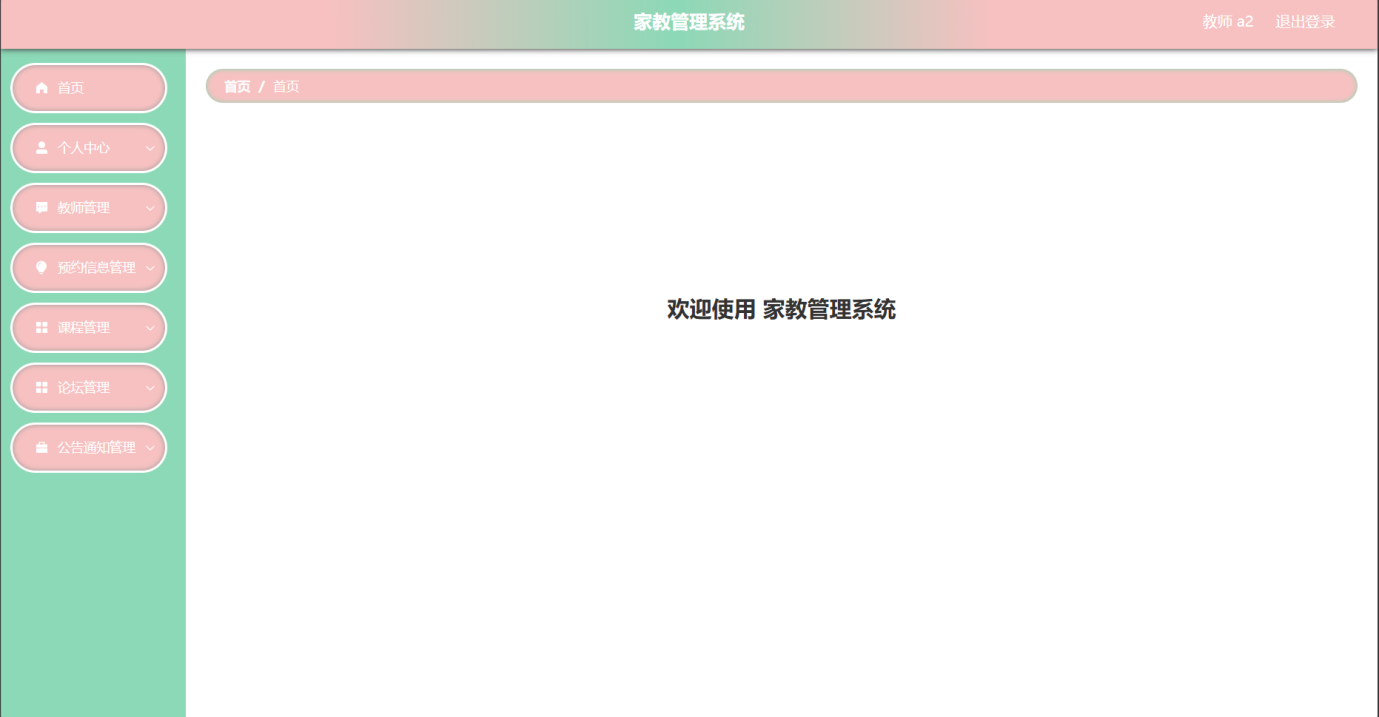 家教管理系统
教师 a2 退出登录
首页
个人中心
教师管理
预约信息管理
课程管理
论坛管理
公告通知管理
首页 / 首页
欢迎使用 家教管理系统